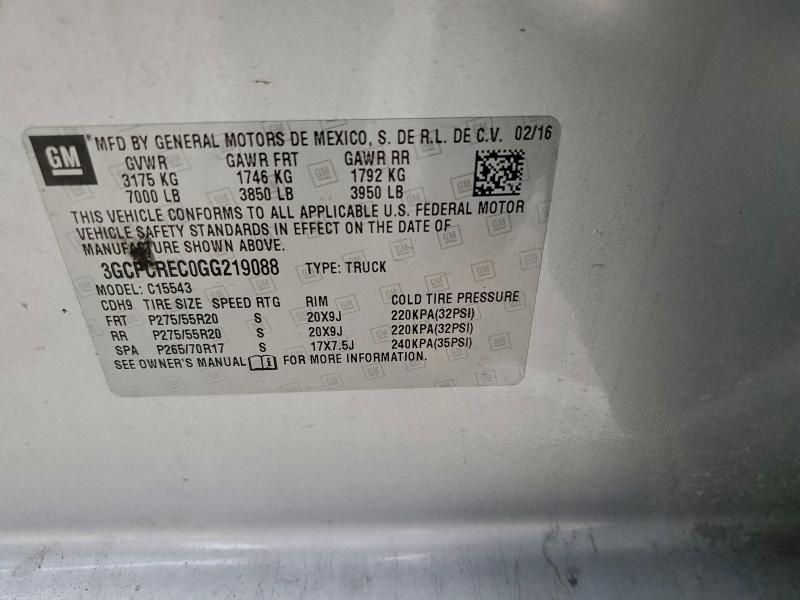 GM ® MFD BY GENERAL MOTORS DE MEXICO, S. DE R.L. DE C.V. 02/16
GVWR GAWR FRT GAWR RR
3175 KG 1746 KG 1792 KG
7000 LB 3850 LB 3950 LB
THIS VEHICLE CONFORMS TO ALL APPLICABLE U.S. FEDERAL MOTOR
VEHICLE SAFETY STANDARDS IN EFFECT ON THE DATE OF
MANUFACTURE SHOWN ABOVE.
3GCPCREC0GG219088 TYPE: TRUCK
MODEL: C15543
CDH9 TIRE SIZE SPEED RTG RIM COLD TIRE PRESSURE
FRT P275/55R20 S 20X9J 220KPA(32PSI)
RR P275/55R20 S 20X9J 220KPA(32PSI)
SPA P265/70R17 S 17X7.5J 240KPA(35PSI)
SEE OWNER'S MANUAL FOR MORE INFORMATION.